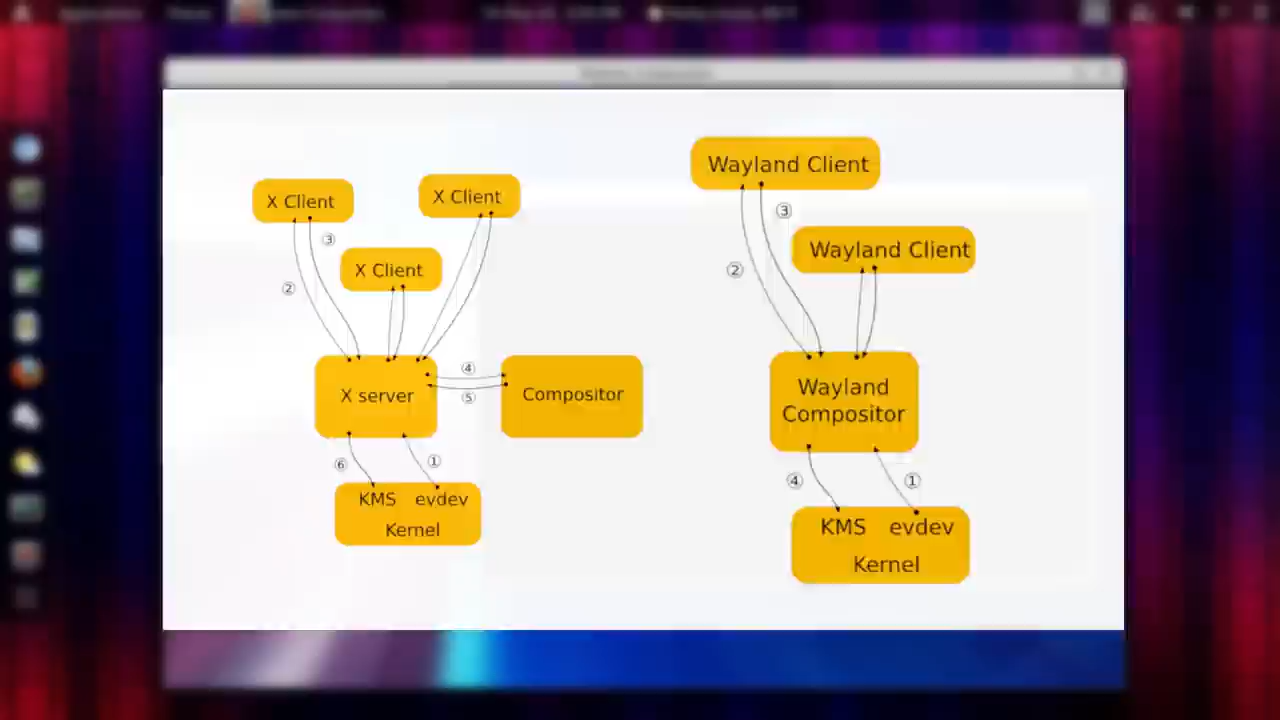 X Client
X Client
③
X Client
②
X server
④
⑤
Compositor
⑥
①
KMS evdev
Kernel
Wayland Client
③
Wayland Client
②
Wayland
Compositor
④
①
KMS evdev
Kernel